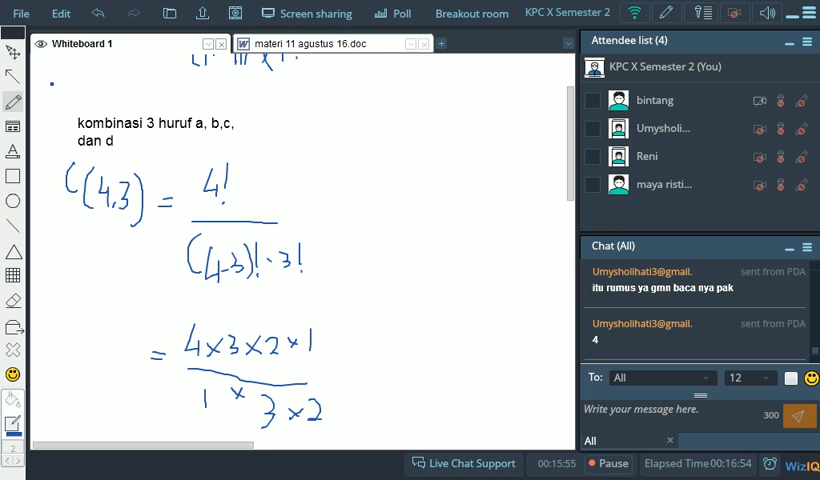 File Edit Screen sharing Poll Breakout room KPC X Semester 2
Whiteboard 1
materi 11 agustus 16.doc
kombinasi 3 huruf a, b,c,
dan d
C(4,3) = 4!
(4-3)! . 3!
= 4 x 3 x 2 x 1
1 x 3 x 2
2
Attendee list (4)
KPC X Semester 2 (You)
bintang
Umysholi...
Reni
maya risti...
Chat (All)
Umysholihati3@gmail. sent from PDA
itu rumus ya gmn baca nya pak
Umysholihati3@gmail. sent from PDA
4
To: All 12
Write your message here. 300
All
Live Chat Support 00:15:55 Pause Elapsed Time 00:16:54 WizIQ